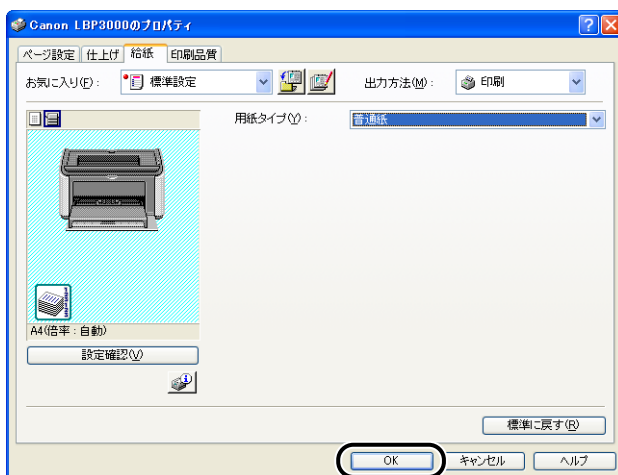 Canon LBP3000のプロパティ
ページ設定 仕上げ 給紙 印刷品質
お気に入り(F): 標準設定 出力方法(M): 印刷
用紙タイプ(Y): 普通紙
A4(倍率:自動)
設定確認(V)
標準に戻す(R)
OK キャンセル ヘルプ